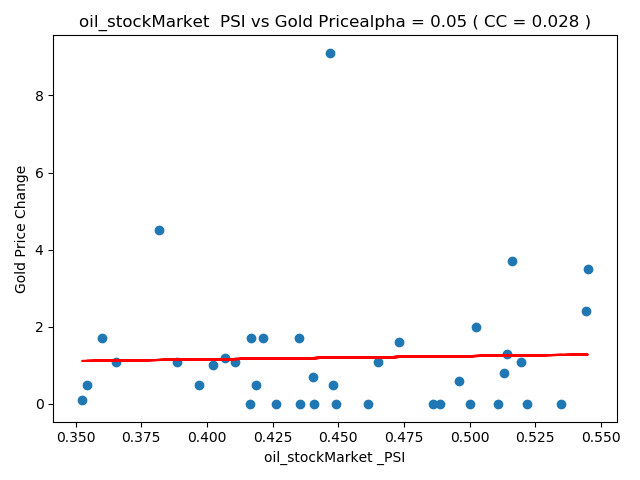 oil_stockMarket  PSI vs Gold Pricealpha = 0.05 ( CC = 0.028 )
Gold Price Change
8
6
4
2
0
0.350 0.375 0.400 0.425 0.450 0.475 0.500 0.525 0.550
oil_stockMarket _PSI